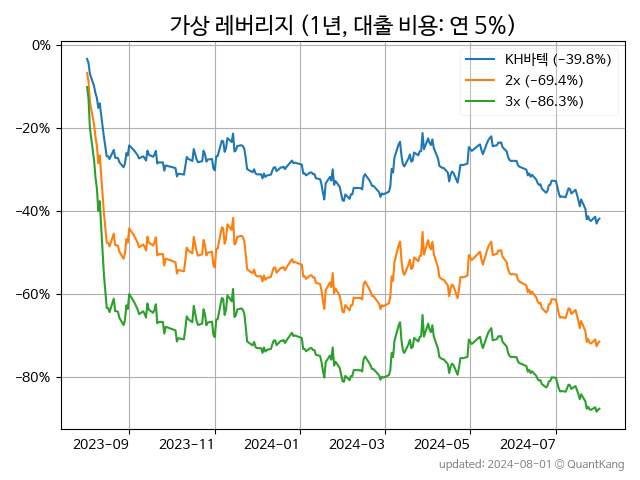 가상 레버리지 (1년, 대출 비용: 연 5%)
KH바텍 (−39.8%)
2x (−69.4%)
3x (−86.3%)
0%
−20%
−40%
−60%
−80%
2023−09 2023−11 2024−01 2024−03 2024−05 2024−07
updated: 2024−08−01 © QuantKang